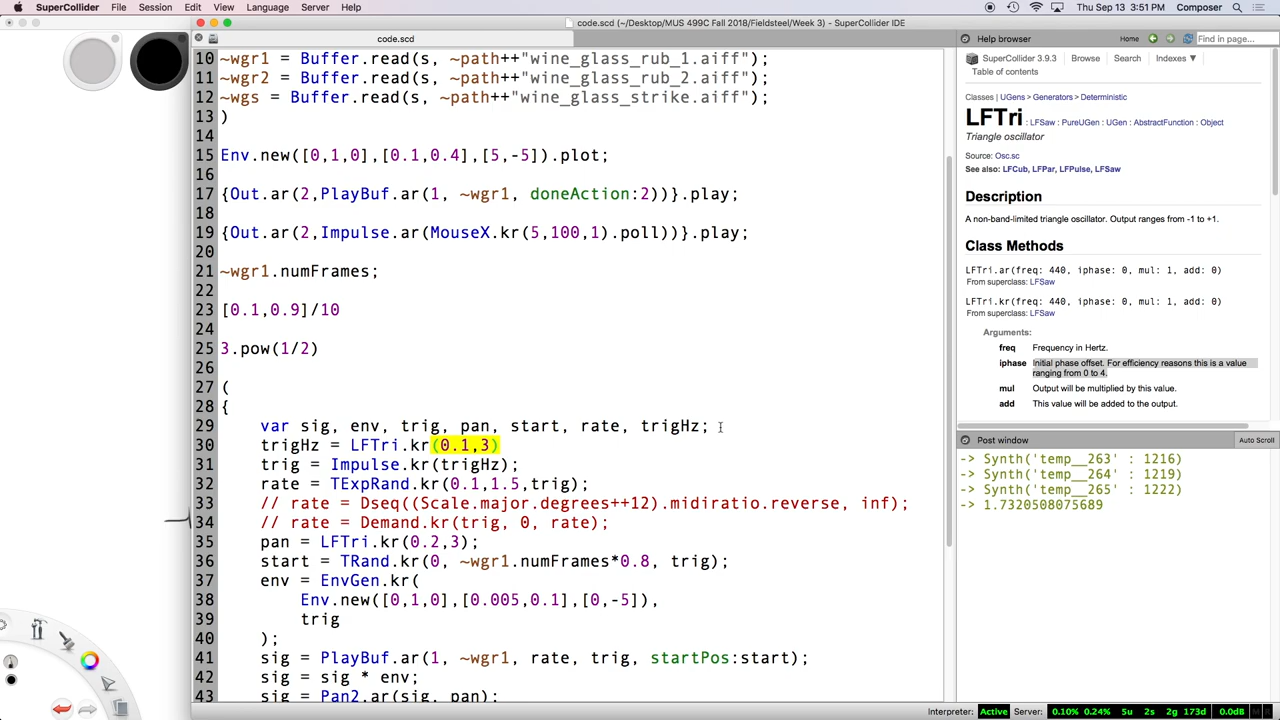 SuperCollider File Session Edit View Language Server Help Thu Sep 13 3:51 PM Composer
code.scd (~/Desktop/MUS 499C Fall 2018/Fieldsteel/Week 3) - SuperCollider IDE
code.scd
10 ~wgr1 = Buffer.read(s, ~path++"wine_glass_rub_1.aiff");
11 ~wgr2 = Buffer.read(s, ~path++"wine_glass_rub_2.aiff");
12 ~wgs = Buffer.read(s, ~path++"wine_glass_strike.aiff");
13 )
14
15 Env.new([0,1,0],[0.1,0.4],[5,-5]).plot;
16
17 {Out.ar(2,PlayBuf.ar(1, ~wgr1, doneAction:2))}.play;
18
19 {Out.ar(2,Impulse.ar(MouseX.kr(5,100,1).poll))}.play;
20
21 ~wgr1.numFrames;
22
23 [0.1,0.9]/10
24
25 3.pow(1/2)
26
27 (
28 {
29 var sig, env, trig, pan, start, rate, trigHz;
30 trigHz = LFTri.kr(0.1,3)
31 trig = Impulse.kr(trigHz);
32 rate = TExpRand.kr(0.1,1.5,trig);
33 // rate = Dseq((Scale.major.degrees++12).midiratio.reverse, inf);
34 // rate = Demand.kr(trig, 0, rate);
35 pan = LFTri.kr(0.2,3);
36 start = TRand.kr(0, ~wgr1.numFrames*0.8, trig);
37 env = EnvGen.kr(
38 Env.new([0,1,0],[0.005,0.1],[0,-5]),
39 trig
40 );
41 sig = PlayBuf.ar(1, ~wgr1, rate, trig, startPos:start);
42 sig = sig * env;
43 sig = Pan2.ar(sig, pan);
Help browser Home Find in page...
SuperCollider 3.9.3 Browse Search Indexes ▼
Table of contents
Classes | UGens > Generators > Deterministic
LFTri : LFSaw : PureUGen : UGen : AbstractFunction : Object
Triangle oscillator
Source: Osc.sc
See also: LFCub, LFPar, LFPulse, LFSaw
Description
A non-band-limited triangle oscillator. Output ranges from -1 to +1.
Class Methods
LFTri.ar(freq: 440, iphase: 0, mul: 1, add: 0)
From superclass: LFSaw
LFTri.kr(freq: 440, iphase: 0, mul: 1, add: 0)
From superclass: LFSaw
Arguments:
freq Frequency in Hertz.
iphase Initial phase offset. For efficiency reasons this is a value
ranging from 0 to 4.
mul Output will be multiplied by this value.
add This value will be added to the output.
Post window Auto Scroll
-> Synth('temp__263' : 1216)
-> Synth('temp__264' : 1219)
-> Synth('temp__265' : 1222)
-> 1.7320508075689
Interpreter: Active Server: 0.10% 0.24% 5u 2s 2g 173d 0.0dB M R